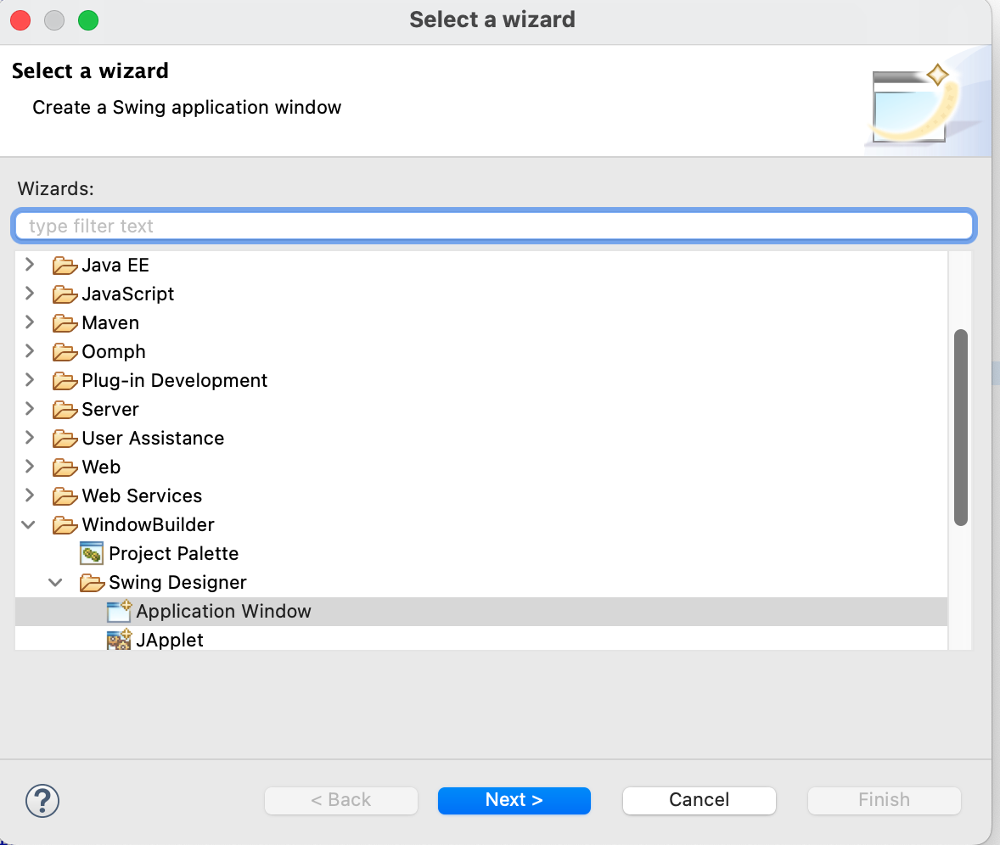 Select a wizard
Select a wizard
Create a Swing application window
Wizards:
type filter text
Java EE
JavaScript
Maven
Oomph
Plug-in Development
Server
User Assistance
Web
Web Services
WindowBuilder
Project Palette
Swing Designer
Application Window
JApplet
?
< Back
Next >
Cancel
Finish